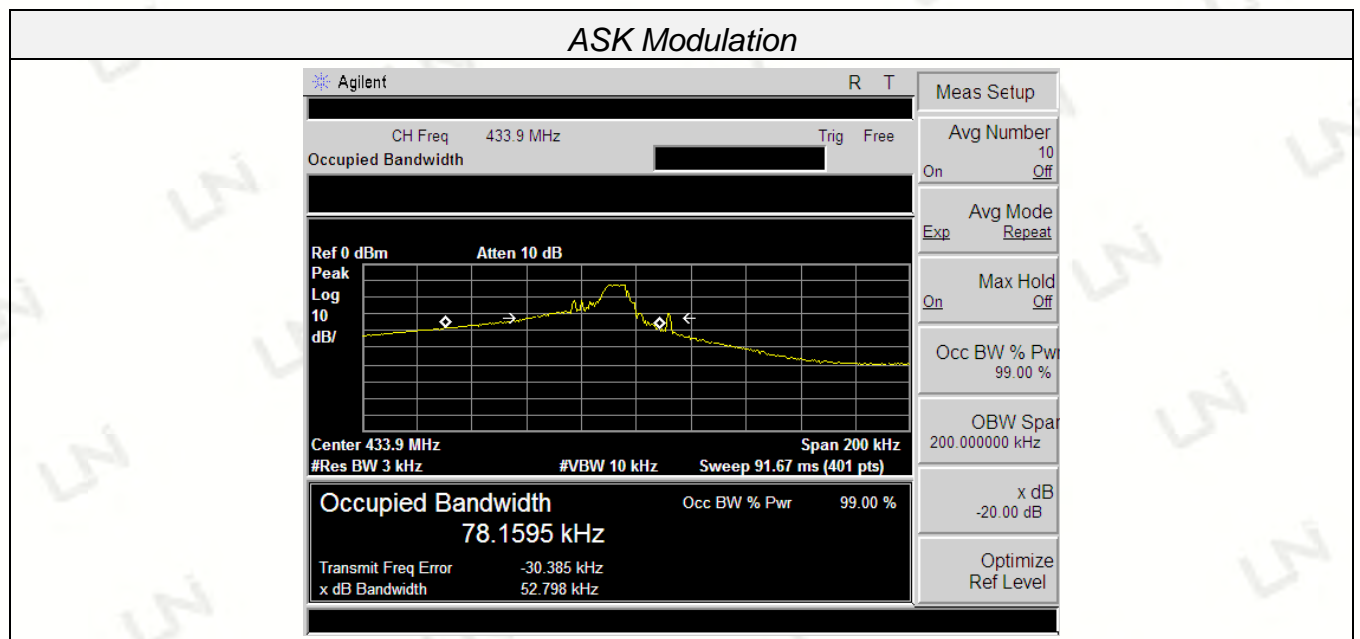 ASK Modulation
Agilent R T
Meas Setup
CH Freq 433.9 MHz Trig Free
Occupied Bandwidth
Avg Number
10
On Off
Avg Mode
Exp Repeat
Ref 0 dBm Atten 10 dB
Peak
Log
10
dB/
Max Hold
On Off
Occ BW % Pwr
99.00 %
OBW Span
200.000000 kHz
Center 433.9 MHz Span 200 kHz
#Res BW 3 kHz #VBW 10 kHz Sweep 91.67 ms (401 pts)
Occupied Bandwidth Occ BW % Pwr 99.00 %
78.1595 kHz
Transmit Freq Error -30.385 kHz
x dB Bandwidth 52.798 kHz
x dB
-20.00 dB
Optimize
Ref Level